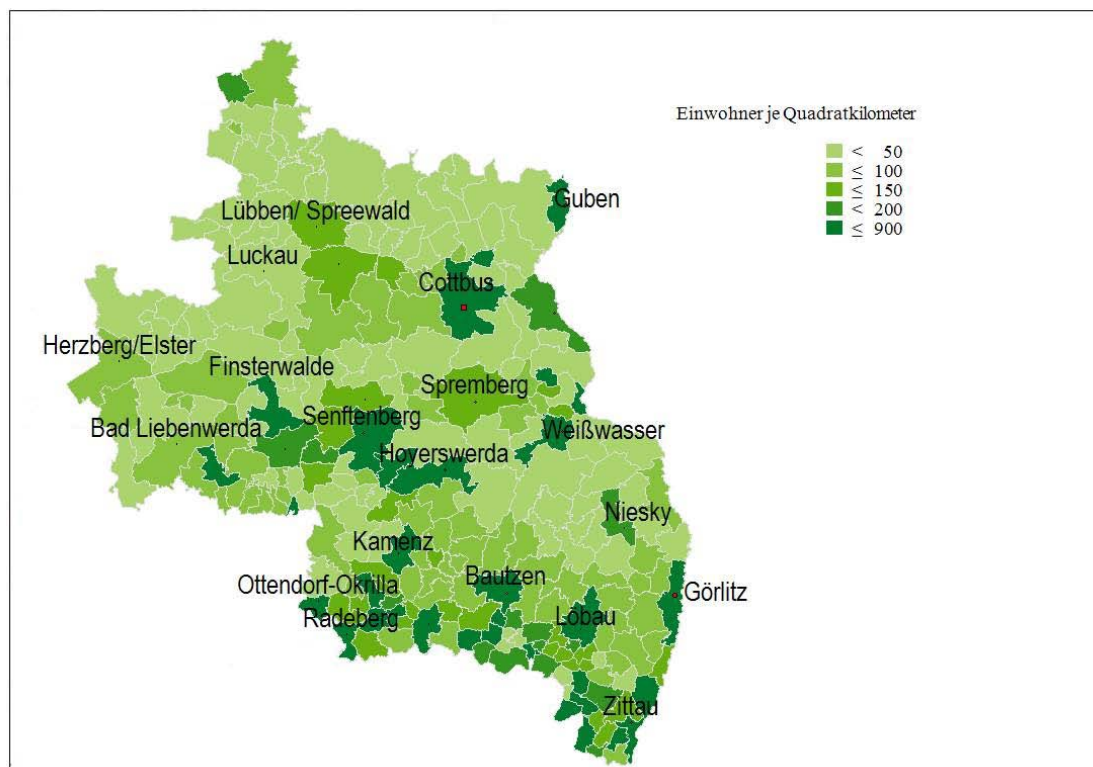 Einwohner je Quadratkilometer
≤ 50
≤ 100
≤ 150
< 200
≤ 900
Guben
Lübben/ Spreewald
Luckau
Cottbus
Herzberg/Elster
Finsterwalde
Spremberg
Senftenberg
Bad Liebenwerda
Weißwasser
Hoyerswerda
Niesky
Kamenz
Bautzen
Ottendorf-Okrilla
Görlitz
Radeberg
Löbau
Zittau